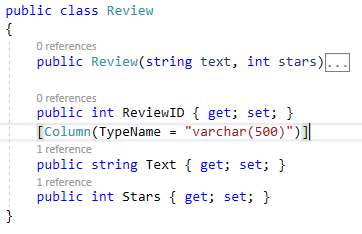 public class Review
{
0 references
public Review(string text, int stars)...
0 references
public int ReviewID { get; set; }
[Column(TypeName = "varchar(500)")]
1 reference
public string Text { get; set; }
1 reference
public int Stars { get; set; }
}